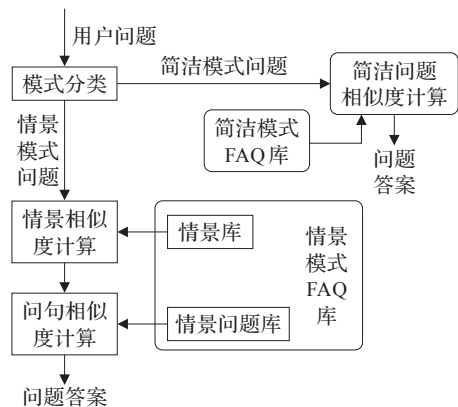 用户问题
模式分类
简洁模式问题
简洁问题
相似度计算
简洁模式
FAQ库
问题
答案
情景
模式
问题
情景相似
度计算
情景库
情景
模式
FAQ
库
问句相似
度计算
情景问题库
问题答案